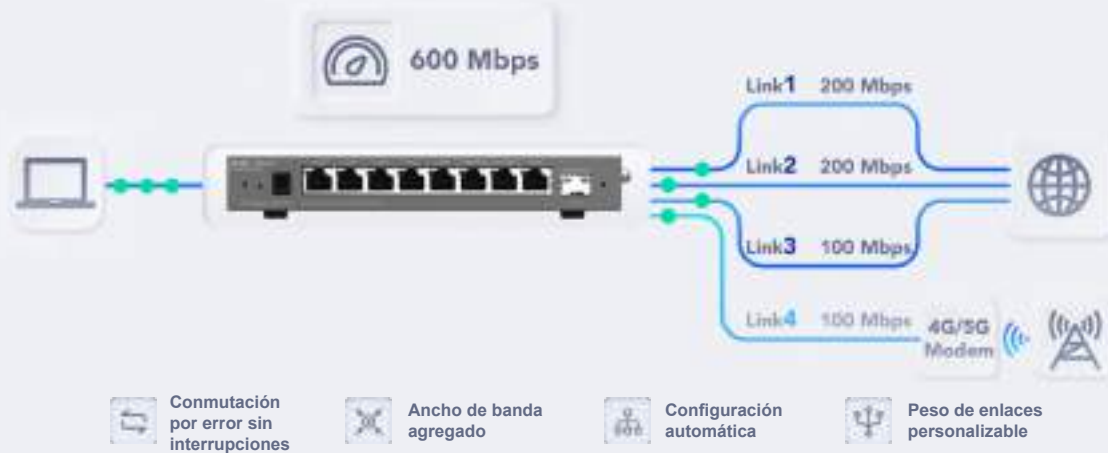 600 Mbps
Link1 200 Mbps
Link2 200 Mbps
Link3 100 Mbps
Link4 100 Mbps
4G/5G
Modem
Conmutación
por error sin
interrupciones
Ancho de banda
agregado
Configuración
automática
Peso de enlaces
personalizable